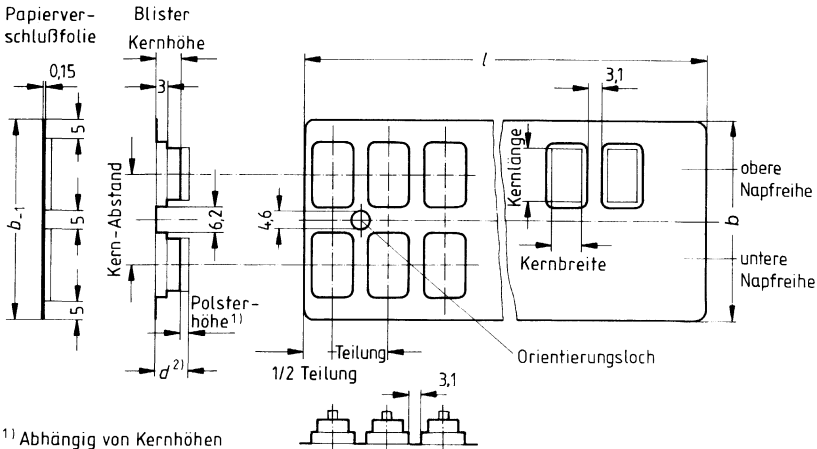 Papierver-
schlußfolie
Blister
Kernhöhe
0,15
3
l
3,1
5
b-1
5
5
Kern-Abstand
6,2
4,6
Kernlänge
Kernbreite
b
obere
Napfreihe
untere
Napfreihe
Polster-
höhe1)
d2)
Teilung
1/2 Teilung
Orientierungsloch
3,1
1) Abhängig von Kernhöhen